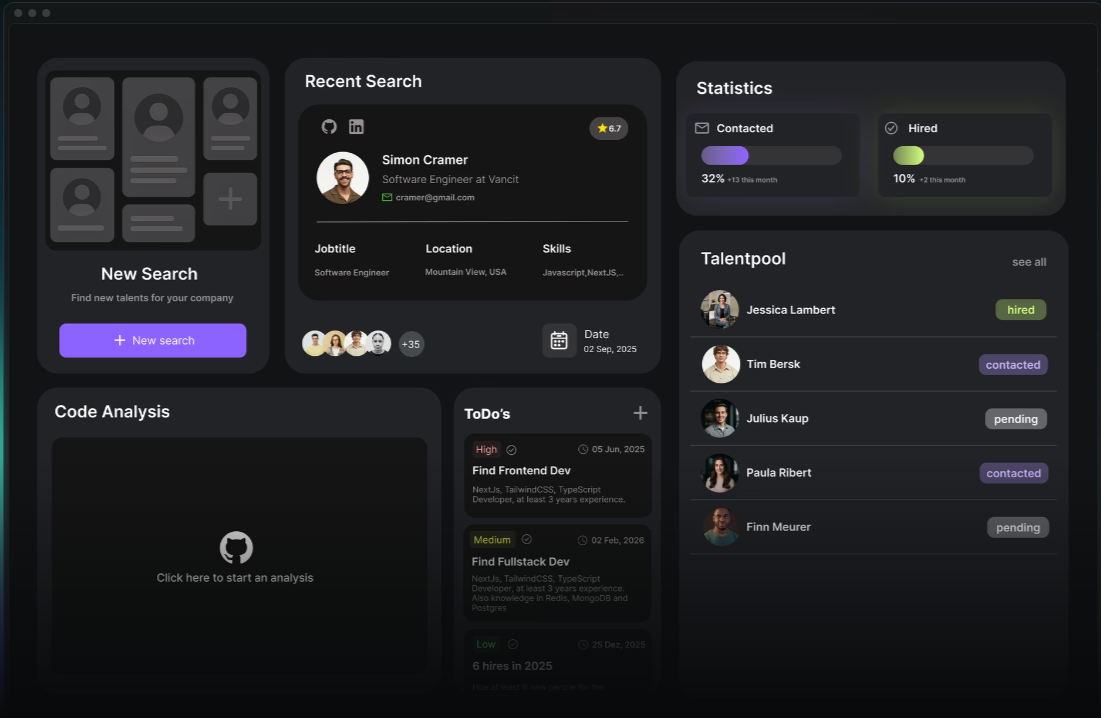 New Search
Find new talents for your company
+ New search
Recent Search
6.7
Simon Cramer
Software Engineer at Vancit
cramer@gmail.com
Jobtitle
Location
Skills
Software Engineer
Mountain View, USA
Javascript,NextJS,..
+35
Date
02 Sep, 2025
Statistics
Contacted
32% +13 this month
Hired
10% +2 this month
Talentpool
see all
Jessica Lambert
hired
Tim Bersk
contacted
Julius Kaup
pending
Paula Ribert
contacted
Finn Meurer
pending
Code Analysis
Click here to start an analysis
ToDo's
High
05 Jun, 2025
Find Frontend Dev
NextJs, TailwindCSS, TypeScript
Developer, at least 3 years experience.
Medium
02 Feb, 2026
Find Fullstack Dev
NextJs, TailwindCSS, TypeScript
Developer, at least 3 years experience.
Also knowledge in Redis, MongoDB and
Postgres
Low
25 Dez, 2025
6 hires in 2025